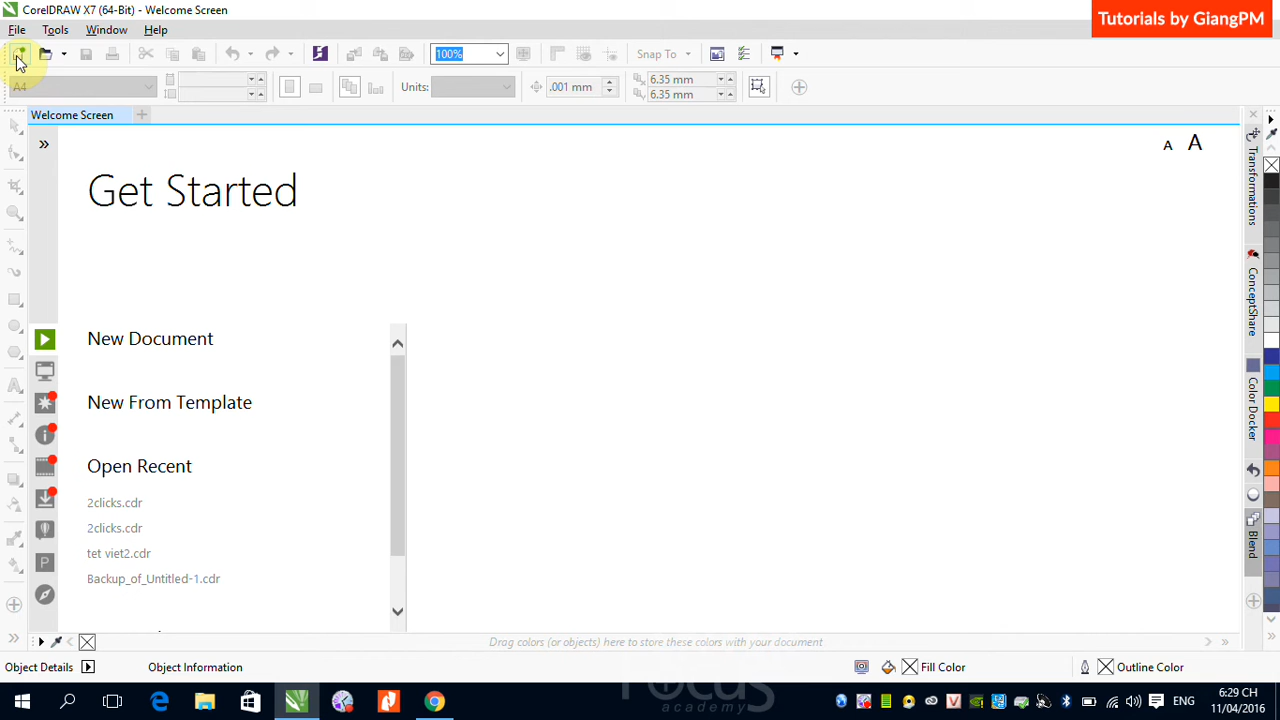 CorelDRAW X7 (64-Bit) - Welcome Screen
Tutorials by GiangPM
File Tools Window Help
100% Snap To
A4 Units: .001 mm 6.35 mm
6.35 mm
Welcome Screen
A A
Get Started
New Document
New From Template
Open Recent
2clicks.cdr
2clicks.cdr
tet viet2.cdr
Backup_of_Untitled-1.cdr
Transformations
ConceptShare
Color Docker
Blend
Drag colors (or objects) here to store these colors with your document
Object Details Object Information Fill Color Outline Color
Focus
academy
ENG 6:29 CH
11/04/2016